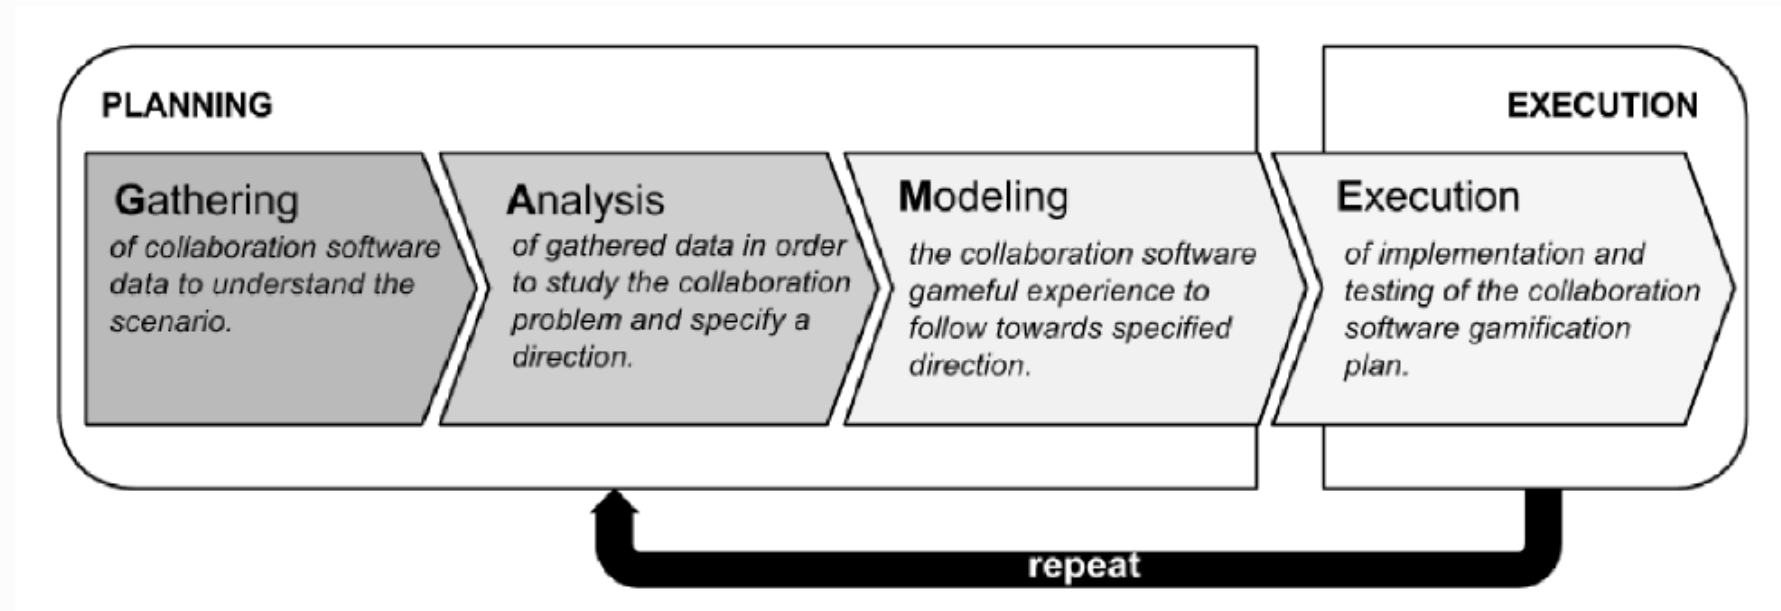 PLANNING
EXECUTION
Gathering
of collaboration software
data to understand the
scenario.
Analysis
of gathered data in order
to study the collaboration
problem and specify a
direction.
Modeling
the collaboration software
gameful experience to
follow towards specified
direction.
Execution
of implementation and
testing of the collaboration
software gamification
plan.
repeat